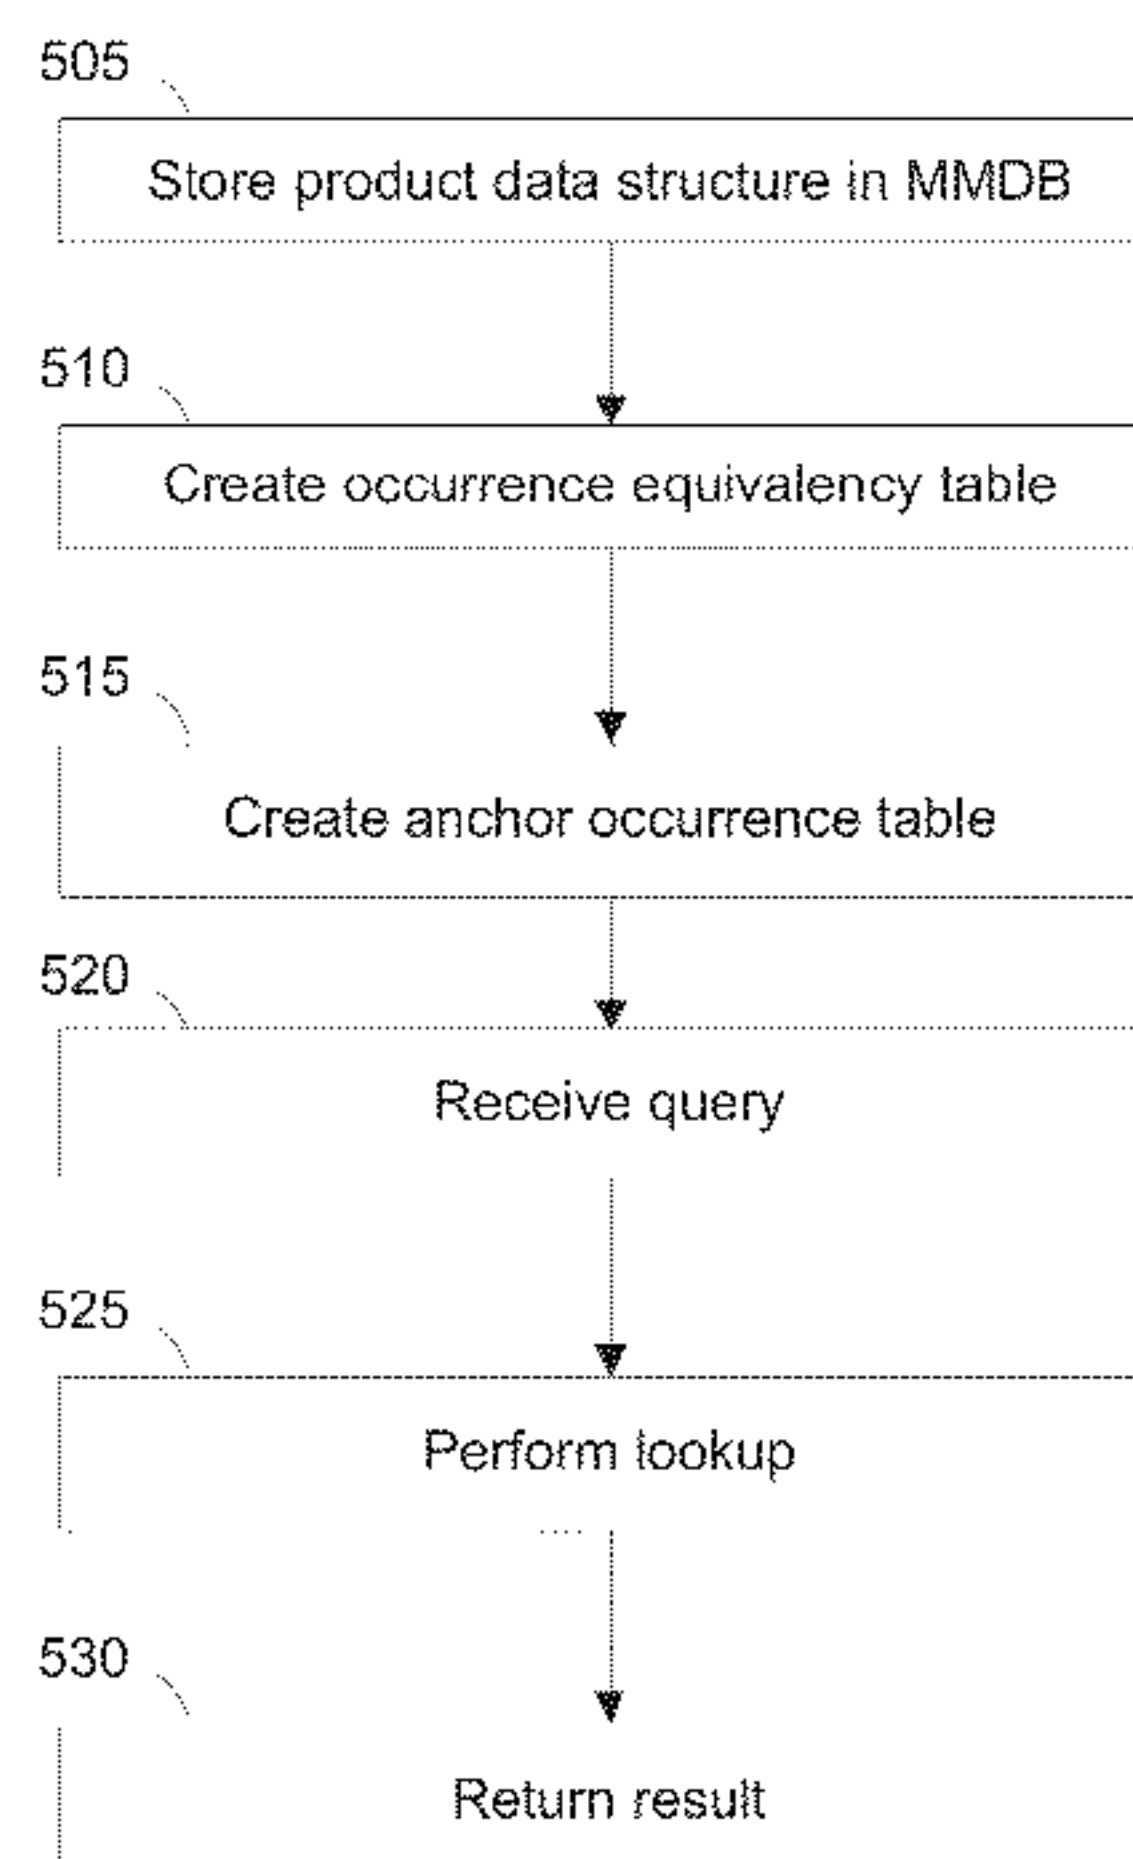 505
Store product data structure in MMDB
510
Create occurrence equivalency table
515
Create anchor occurrence table
520
Receive query
525
Perform lookup
530
Return result